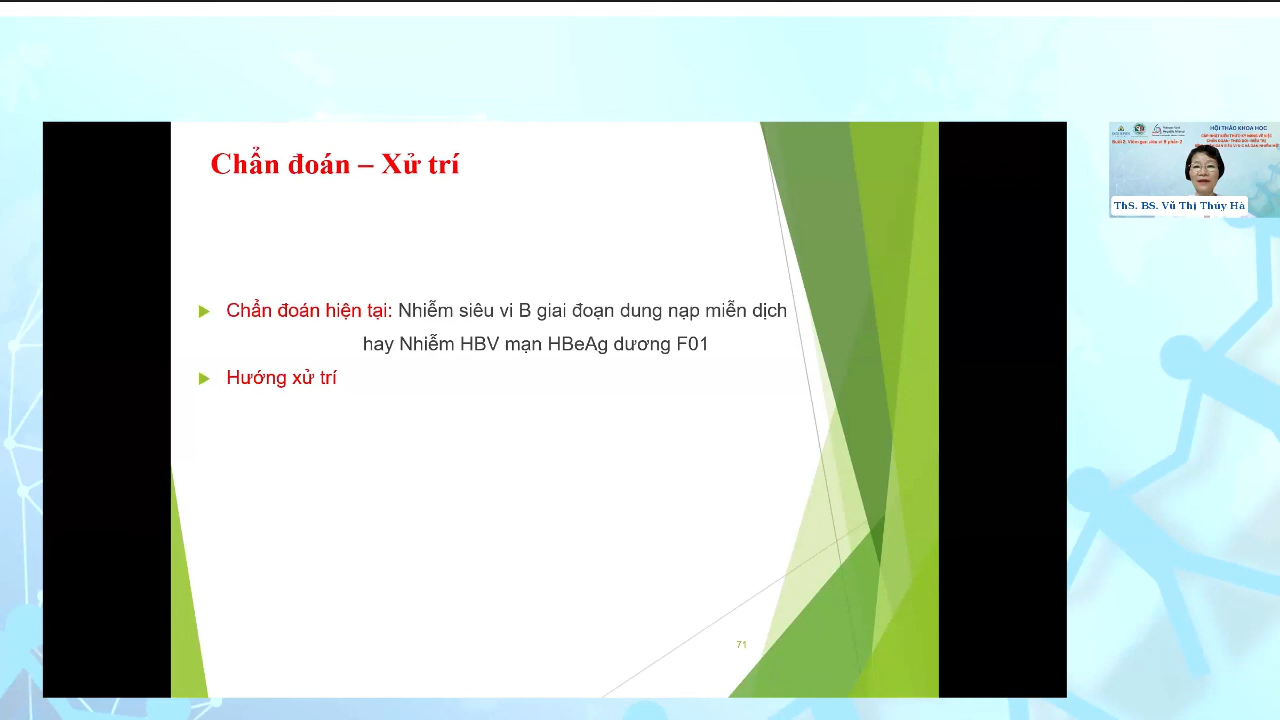 Chẩn đoán – Xử trí
Chẩn đoán hiện tại: Nhiễm siêu vi B giai đoạn dung nạp miễn dịch
hay Nhiễm HBV mạn HBeAg dương F01
Hướng xử trí
71
HỘI THẢO KHOA HỌC
ThS. BS. Vũ Thị Thúy Hà